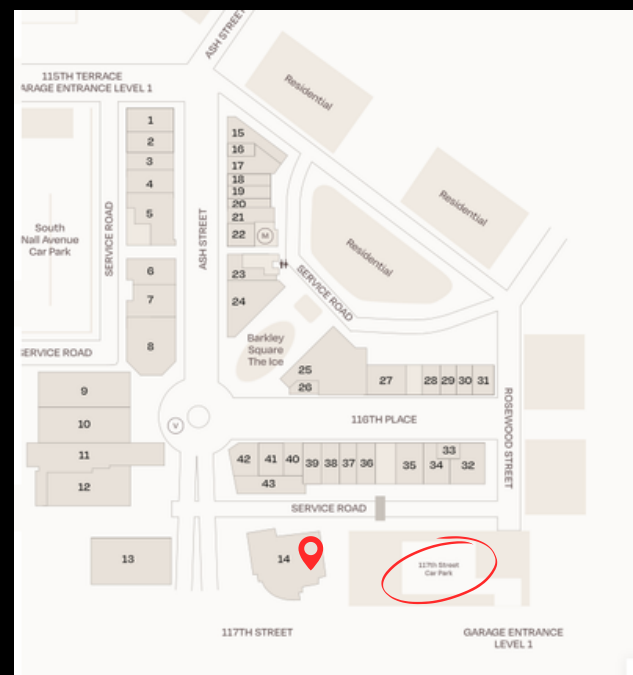 ASH STREET
115TH TERRACE
ARAGE ENTRANCE LEVEL 1
Residential
1
2
3
4
5
15
16
17
18
19
20
21
22
M
Residential
South
Nall Avenue
Car Park
SERVICE ROAD
ASH STREET
Residential
6
7
8
23
24
SERVICE ROAD
Barkley
Square
The Ice
SERVICE ROAD
25
26
27
28
29
30
31
ROSEWOOD STREET
9
10
11
12
V
116TH PLACE
42
41
40
39
38
37
36
35
34
33
32
43
SERVICE ROAD
13
14
117th Street
Car Park
117TH STREET
GARAGE ENTRANCE
LEVEL 1